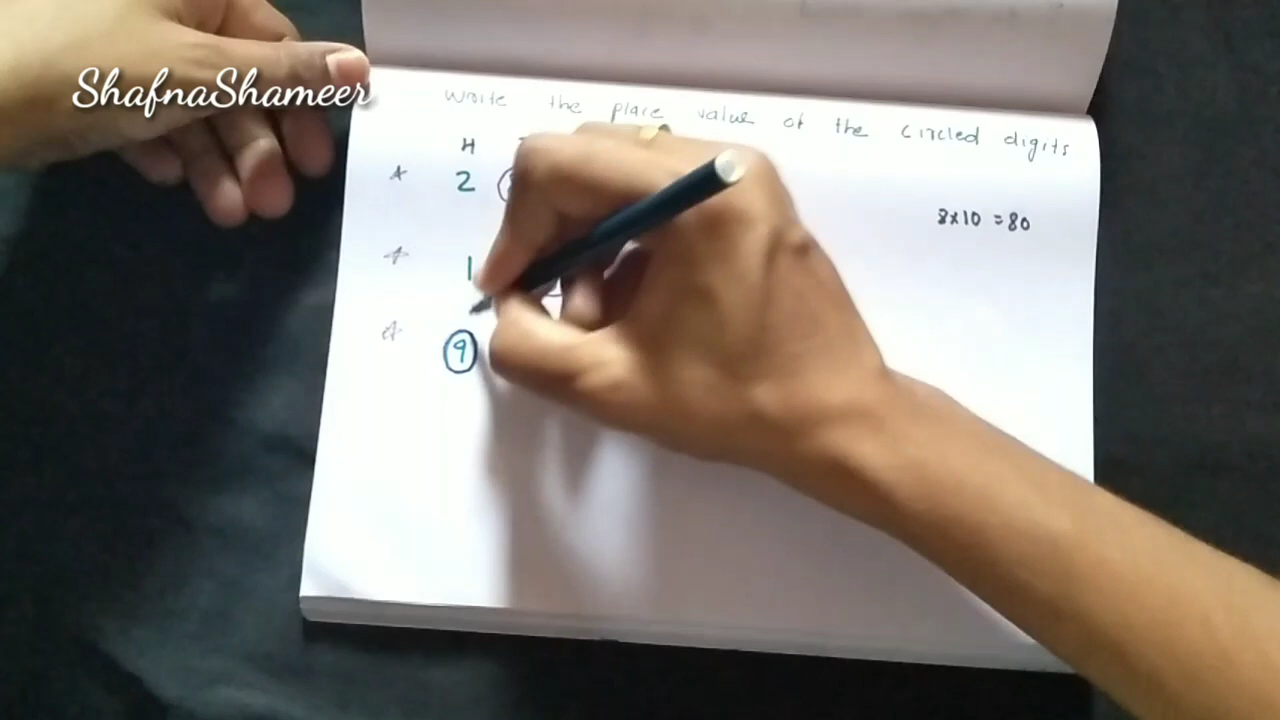 ShafnaShameer
write the place value of the circled digits
H
2
8x10 = 80
1
9